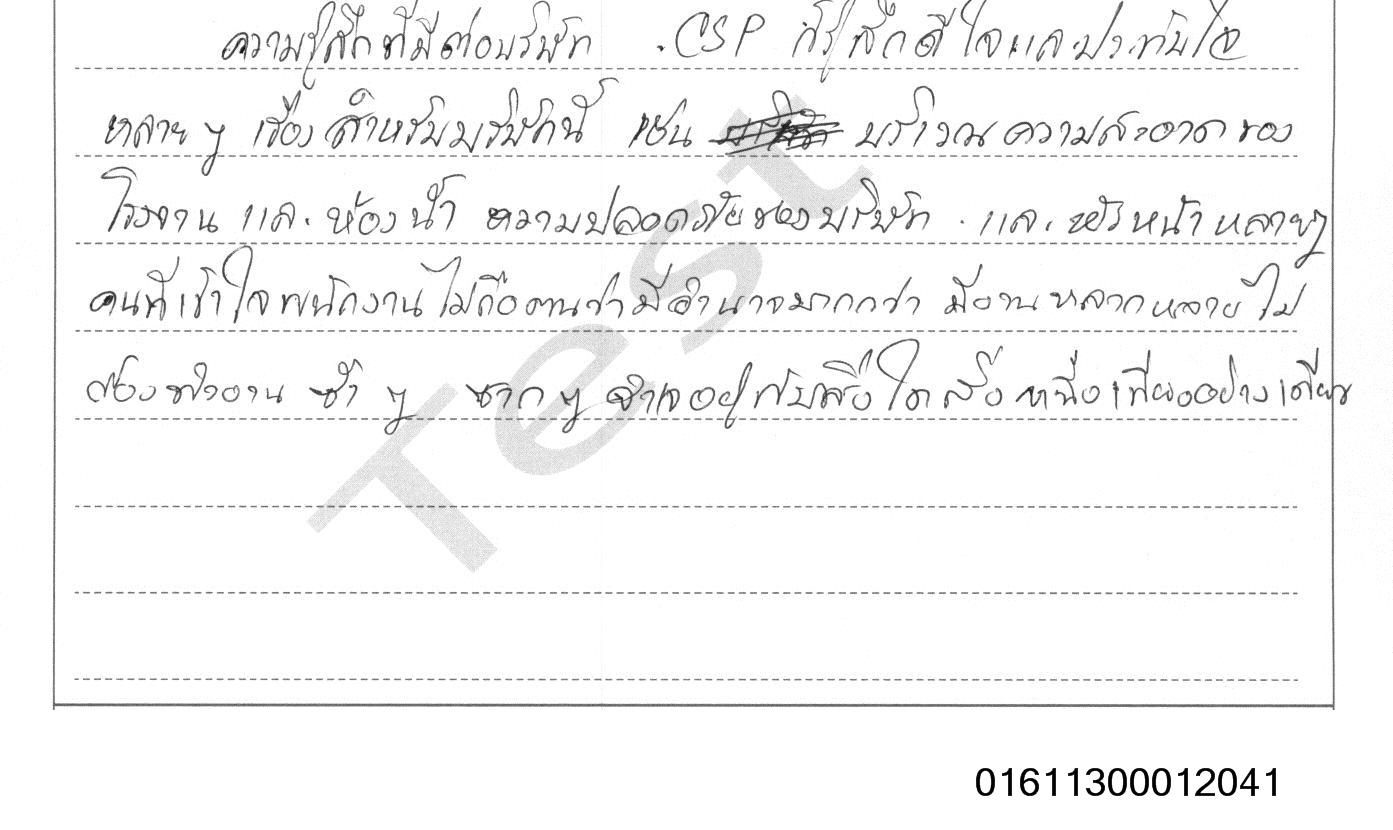 ความรู้สึกที่มีต่อบริษัท .CSP ก็รู้สึกดีใจและประทับใจ
หลาย ๆ เรื่องสำหรับบริษัทนี้ เช่น บริเวณความสะอาดของ
โรงงาน และห้องน้ำ ความปลอดภัยของบริษัท . และหัวหน้าหลายๆ
คนที่เข้าใจพนักงานไม่ถือตนว่ามีอำนาจมากกว่า มีงานหลากหลายไม่
ต้องทำงาน ซ้ำ ๆ ซาก ๆ จำเจอยู่กับสิ่งใดสิ่งหนึ่งเพียงอย่างเดียว
Test
01611300012041